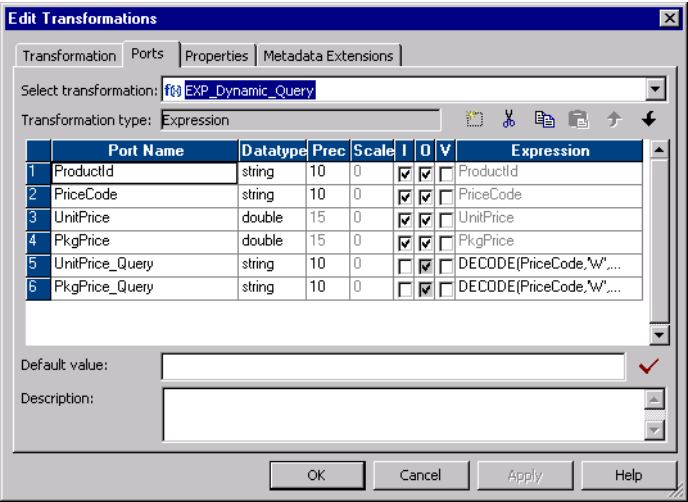 Edit Transformations
Transformation Ports Properties Metadata Extensions
Select transformation: f(x) EXP_Dynamic_Query
Transformation type: Expression
Port Name Datatype Prec Scale I O V Expression
1 ProductId string 10 0 ProductId
2 PriceCode string 10 0 PriceCode
3 UnitPrice double 15 0 UnitPrice
4 PkgPrice double 15 0 PkgPrice
5 UnitPrice_Query string 10 0 DECODE(PriceCode,'W',...
6 PkgPrice_Query string 10 0 DECODE(PriceCode,'W',...
Default value:
Description:
OK Cancel Apply Help